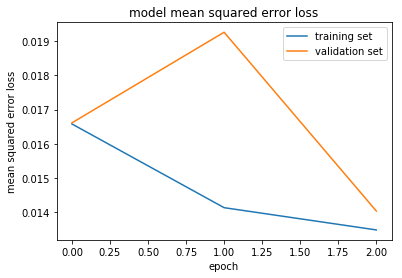 model mean squared error loss
training set
validation set
mean squared error loss
0.019
0.018
0.017
0.016
0.015
0.014
0.00 0.25 0.50 0.75 1.00 1.25 1.50 1.75 2.00
epoch